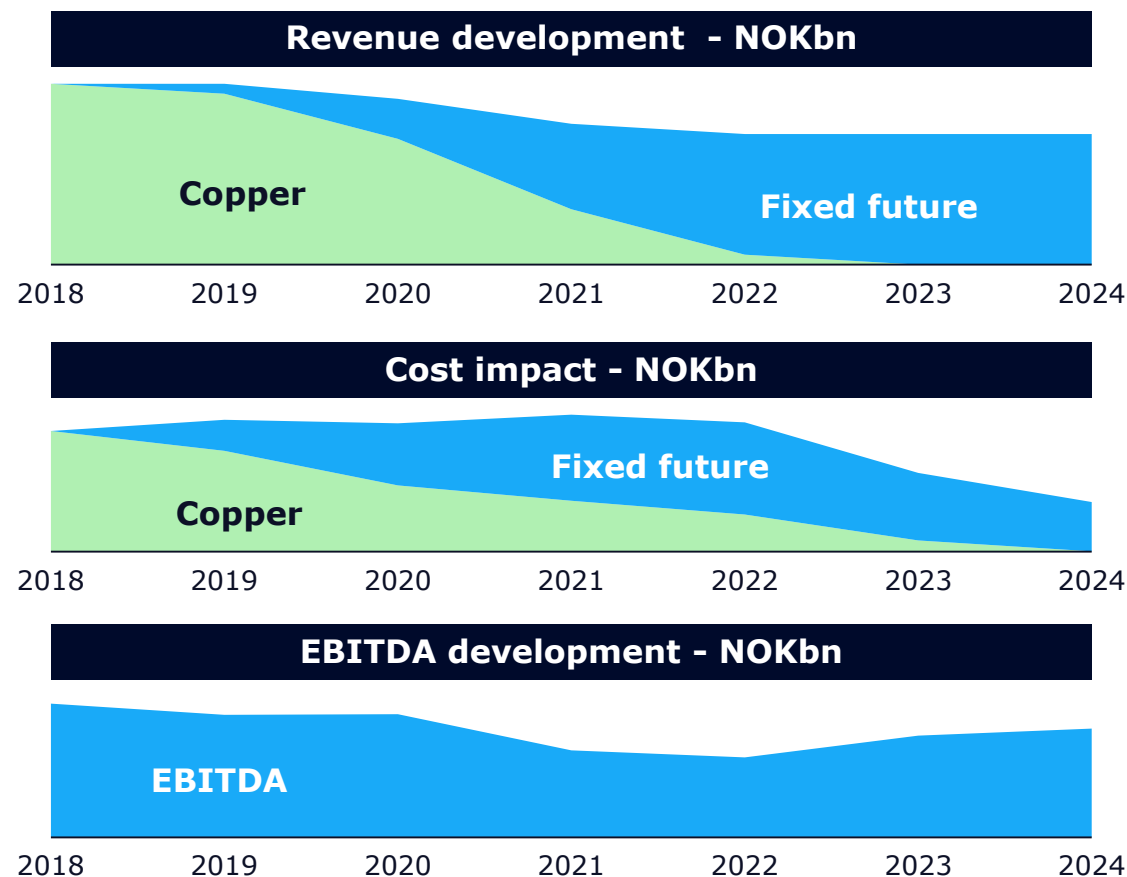 Revenue development - NOKbn
Copper
Fixed future
2018 2019 2020 2021 2022 2023 2024
Cost impact - NOKbn
Fixed future
Copper
2018 2019 2020 2021 2022 2023 2024
EBITDA development - NOKbn
EBITDA
2018 2019 2020 2021 2022 2023 2024